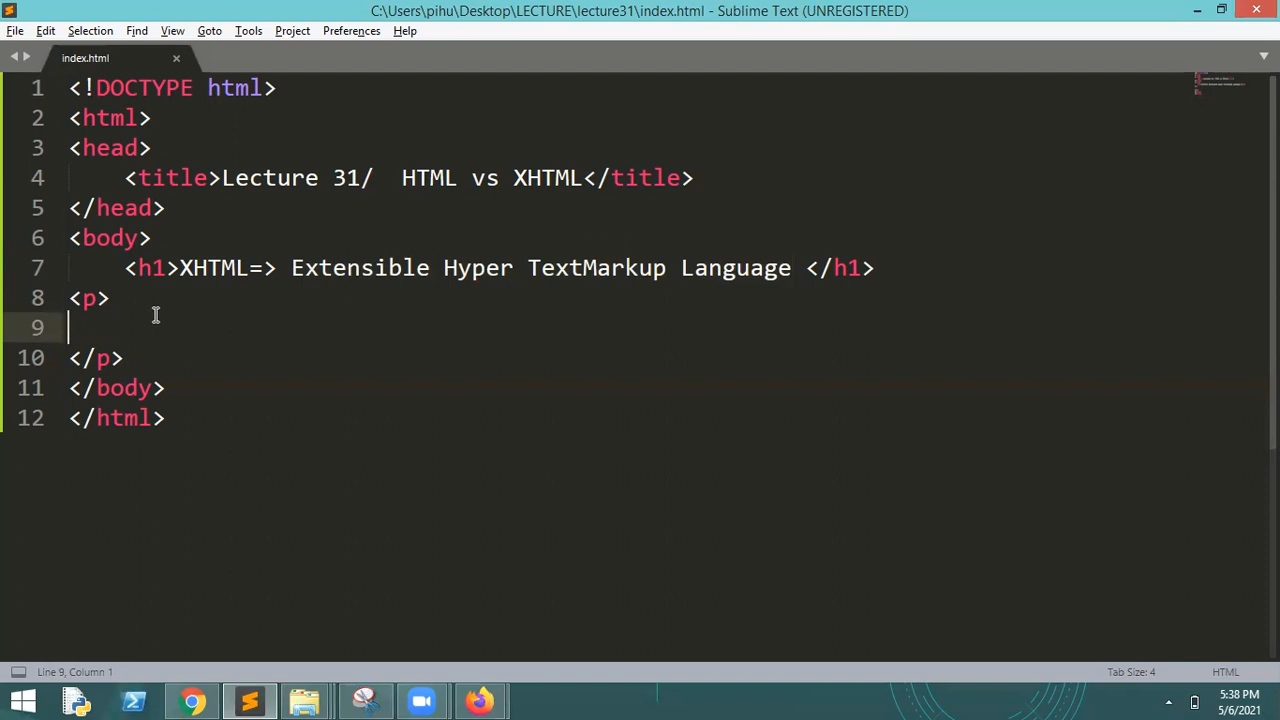 C:\Users\pihu\Desktop\LECTURE\lecture31\index.html - Sublime Text (UNREGISTERED)
File Edit Selection Find View Goto Tools Project Preferences Help
index.html
1 <!DOCTYPE html>
2 <html>
3 <head>
4 <title>Lecture 31/  HTML vs XHTML</title>
5 </head>
6 <body>
7 <h1>XHTML=> Extensible Hyper TextMarkup Language </h1>
8 <p>
9
10 </p>
11 </body>
12 </html>
Line 9, Column 1 Tab Size: 4 HTML
5:38 PM
5/6/2021